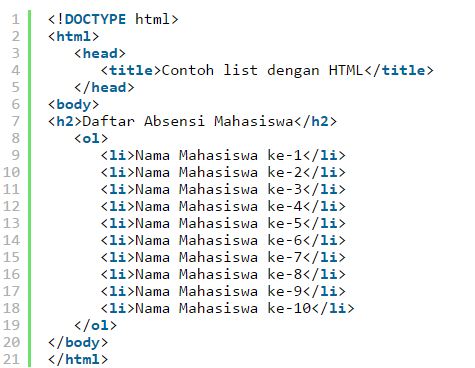 1 <!DOCTYPE html>
2 <html>
3    <head>
4       <title>Contoh list dengan HTML</title>
5    </head>
6 <body>
7 <h2>Daftar Absensi Mahasiswa</h2>
8    <ol>
9       <li>Nama Mahasiswa ke-1</li>
10       <li>Nama Mahasiswa ke-2</li>
11       <li>Nama Mahasiswa ke-3</li>
12       <li>Nama Mahasiswa ke-4</li>
13       <li>Nama Mahasiswa ke-5</li>
14       <li>Nama Mahasiswa ke-6</li>
15       <li>Nama Mahasiswa ke-7</li>
16       <li>Nama Mahasiswa ke-8</li>
17       <li>Nama Mahasiswa ke-9</li>
18       <li>Nama Mahasiswa ke-10</li>
19    </ol>
20 </body>
21 </html>